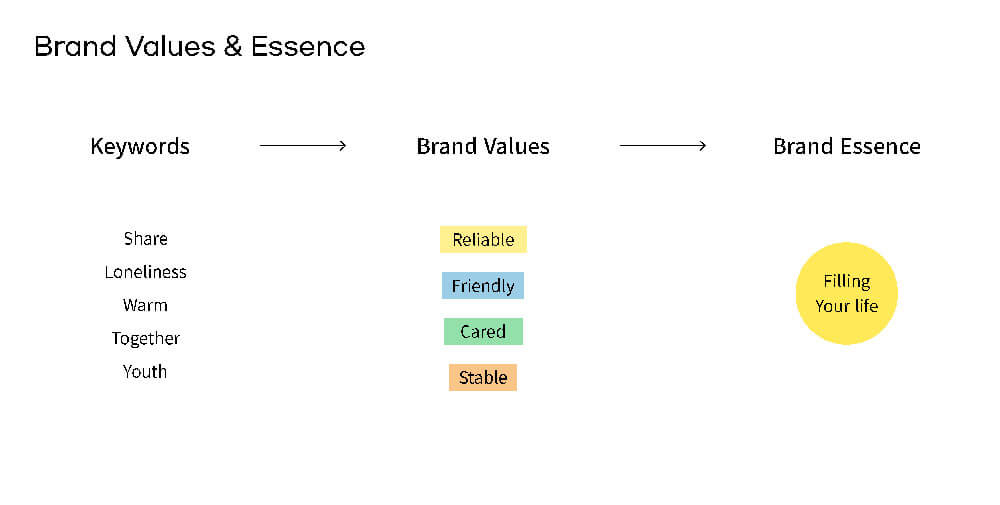 Brand Values & Essence
Keywords
Brand Values
Brand Essence
Share
Loneliness
Warm
Together
Youth
Reliable
Friendly
Cared
Stable
Filling
Your life